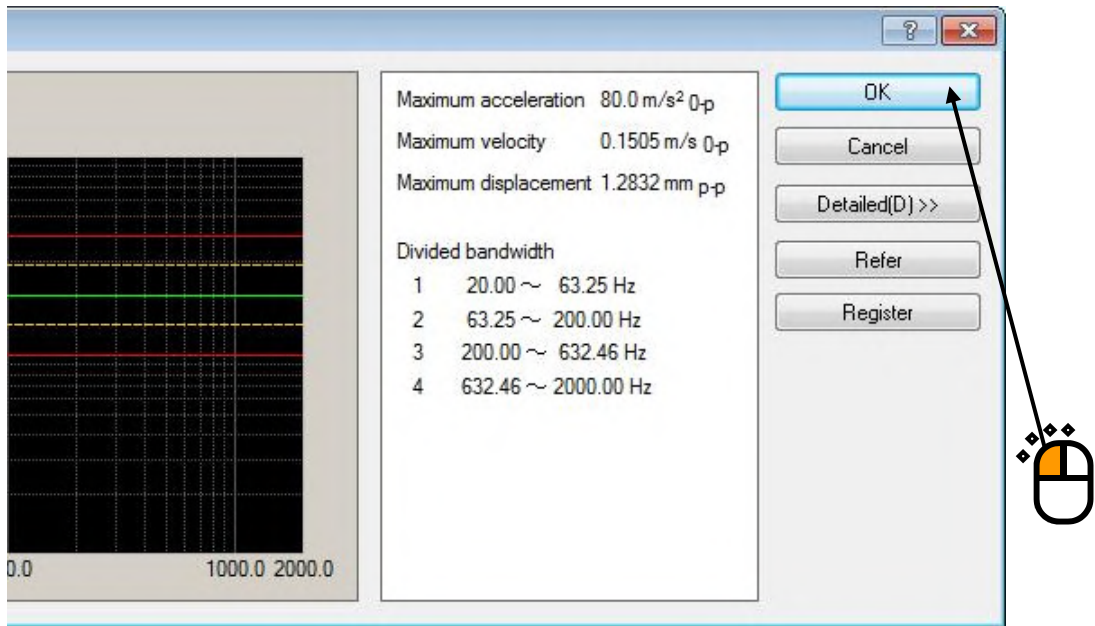 Maximum acceleration 80.0 m/s² 0-p
Maximum velocity 0.1505 m/s 0-p
Maximum displacement 1.2832 mm p-p
Divided bandwidth
1 20.00 ～ 63.25 Hz
2 63.25 ～ 200.00 Hz
3 200.00 ～ 632.46 Hz
4 632.46 ～ 2000.00 Hz
OK
Cancel
Detailed(D) >>
Refer
Register
0.0 1000.0 2000.0